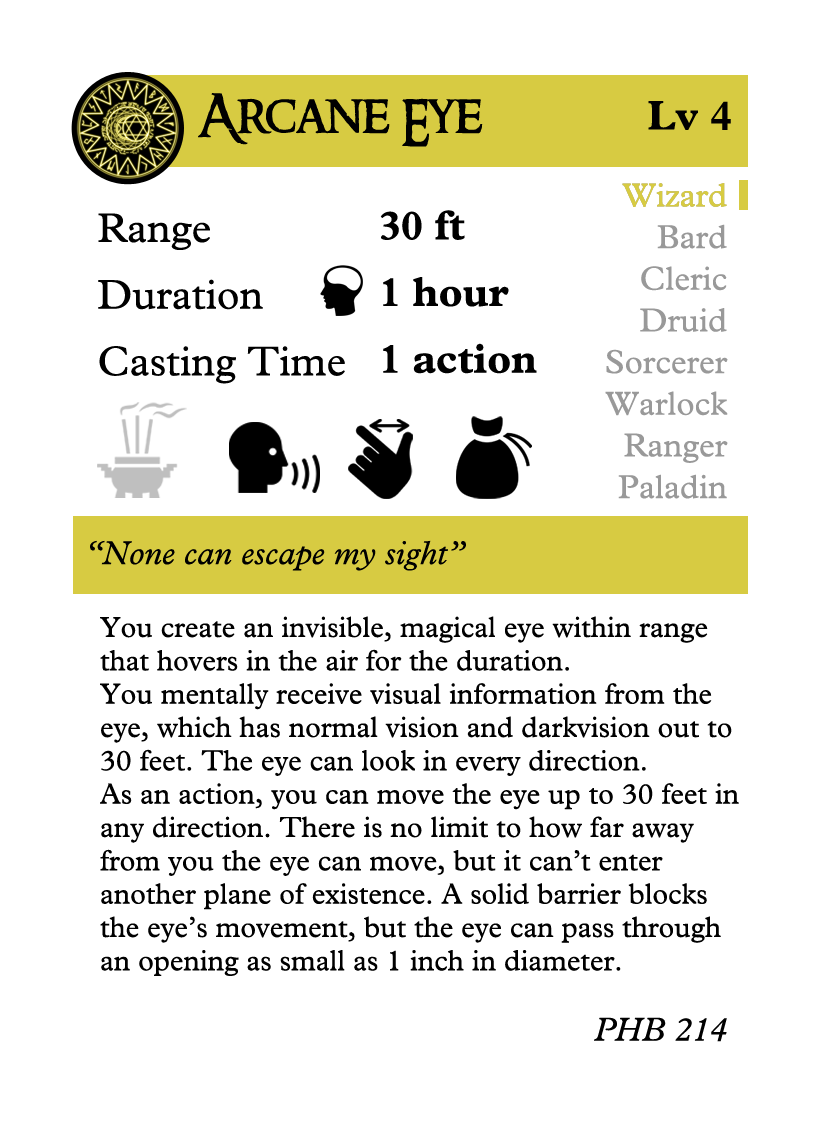 ARCANE EYE
Lv 4
Wizard
Bard
Cleric
Druid
Sorcerer
Warlock
Ranger
Paladin
Range 30 ft
Duration 1 hour
Casting Time 1 action
“None can escape my sight”
You create an invisible, magical eye within range
that hovers in the air for the duration.
You mentally receive visual information from the
eye, which has normal vision and darkvision out to
30 feet. The eye can look in every direction.
As an action, you can move the eye up to 30 feet in
any direction. There is no limit to how far away
from you the eye can move, but it can’t enter
another plane of existence. A solid barrier blocks
the eye’s movement, but the eye can pass through
an opening as small as 1 inch in diameter.
PHB 214